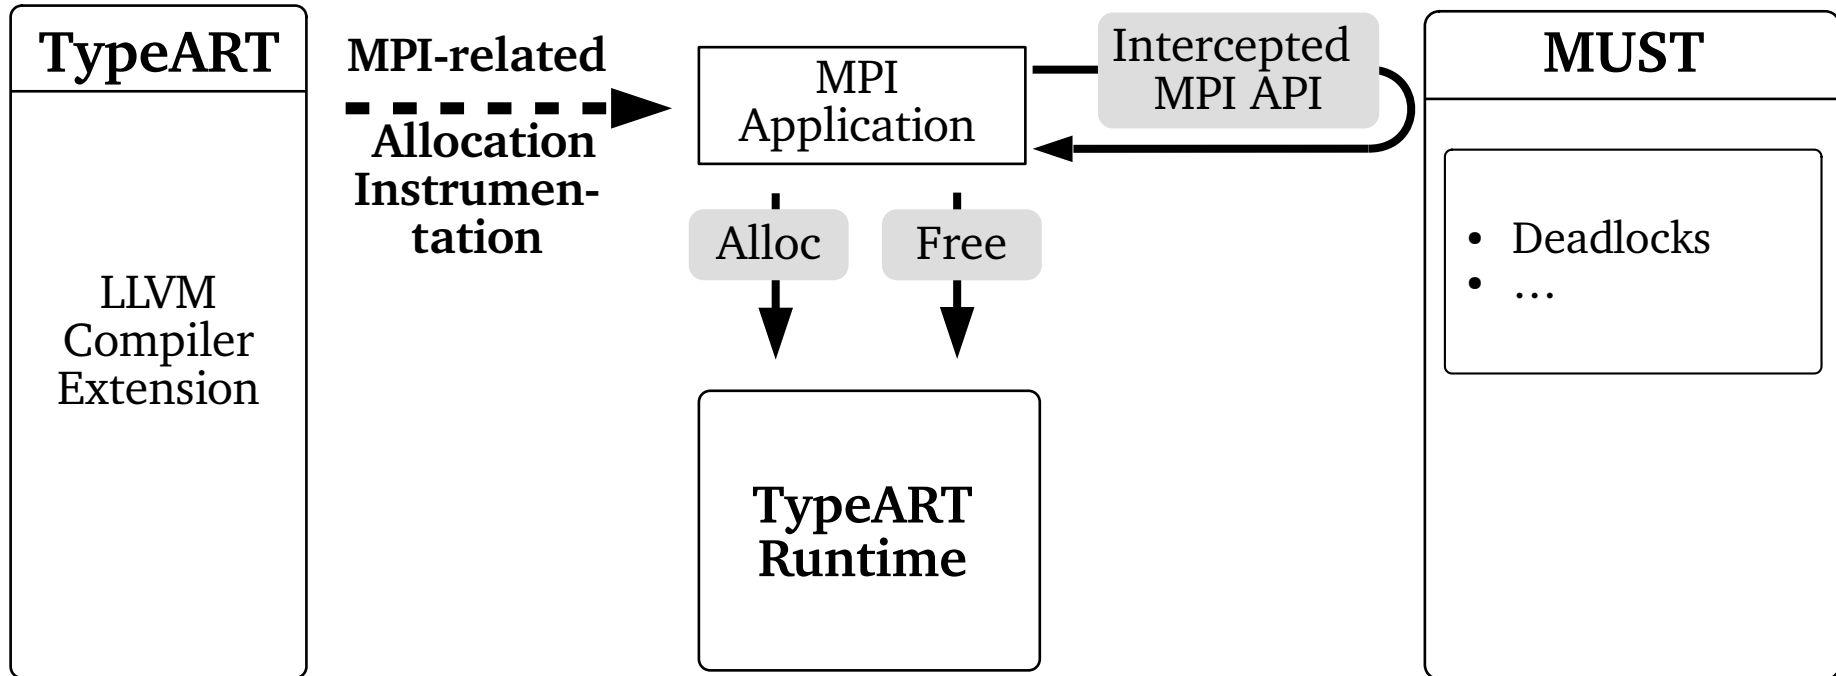 TypeART
LLVM
Compiler
Extension
MPI-related
Allocation
Instrumen-
tation
MPI
Application
Intercepted
MPI API
Alloc
Free
TypeART
Runtime
MUST
• Deadlocks
• …